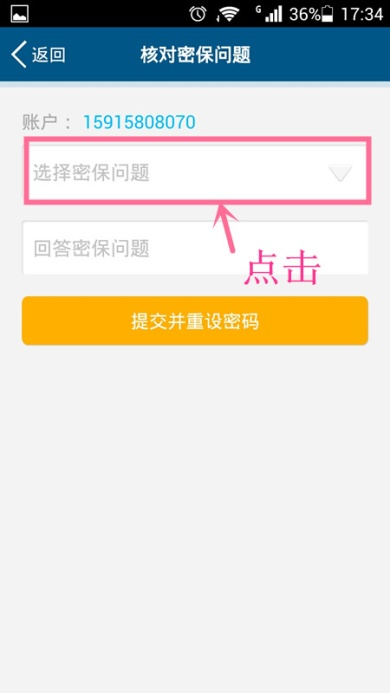 G 36% 17:34
返回 核对密保问题
账户： 15915808070
选择密保问题
点击
回答密保问题
提交并重设密码